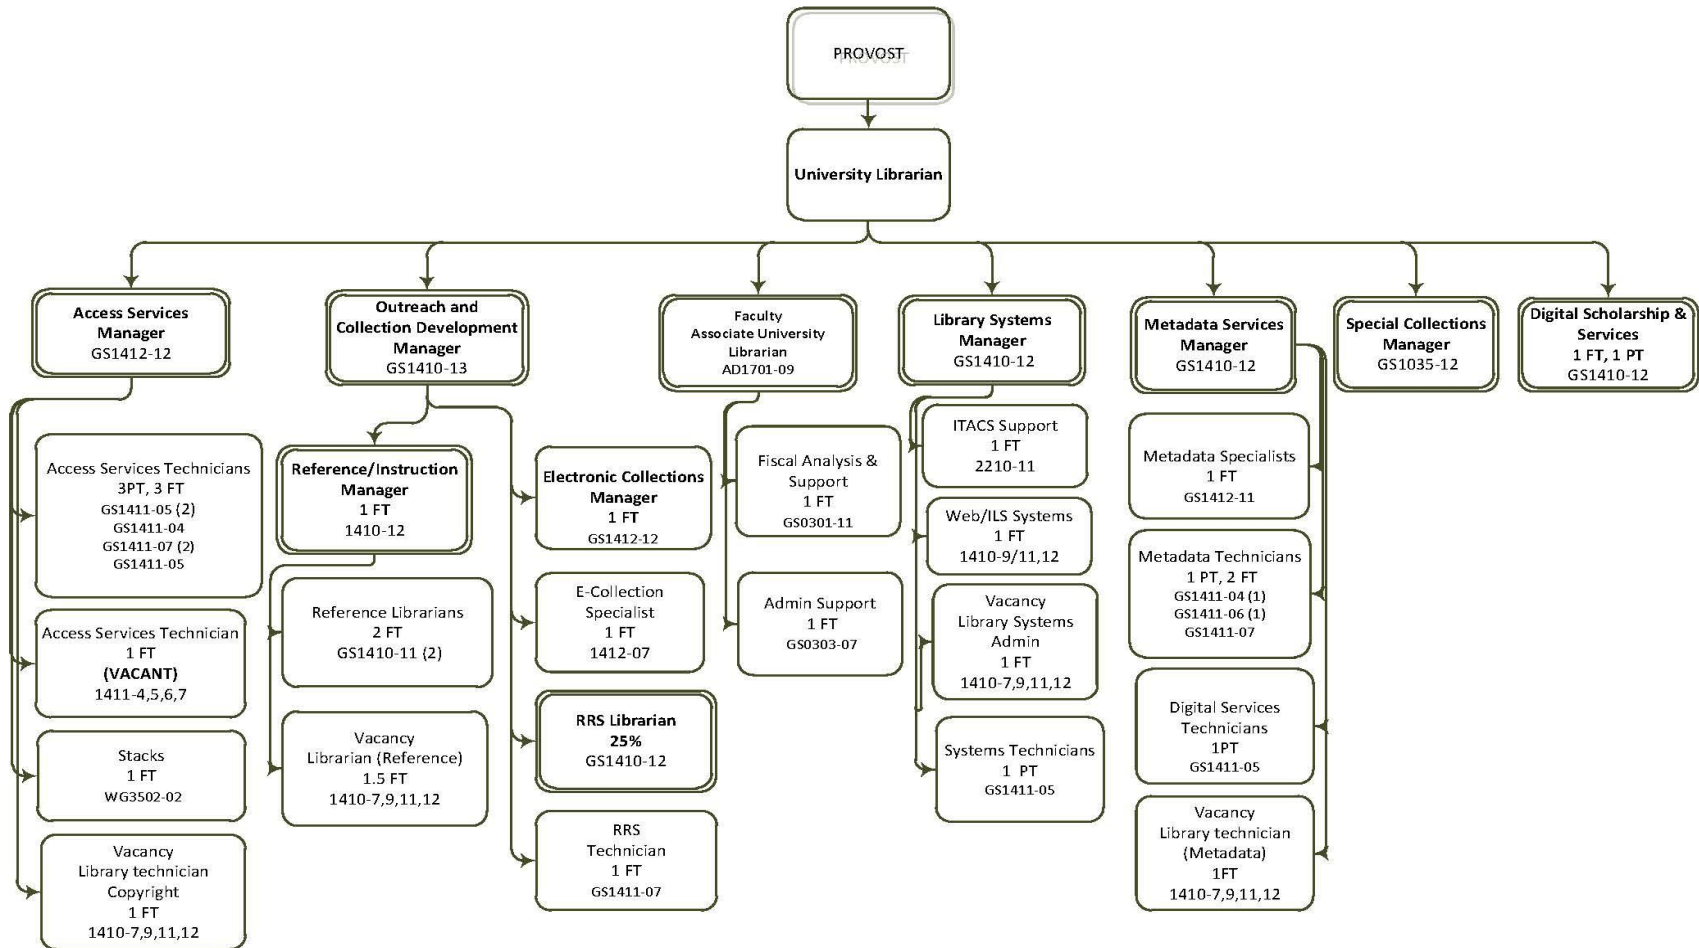 PROVOST
University Librarian
Access Services
Manager
GS1412-12
Outreach and
Collection Development
Manager
GS1410-13
Faculty
Associate University
Librarian
AD1701-09
Library Systems
Manager
GS1410-12
Metadata Services
Manager
GS1410-12
Special Collections
Manager
GS1035-12
Digital Scholarship &
Services
1 FT, 1 PT
GS1410-12
Access Services Technicians
3PT, 3 FT
GS1411-05 (2)
GS1411-04
GS1411-07 (2)
GS1411-05
Access Services Technician
1 FT
(VACANT)
1411-4,5,6,7
Stacks
1 FT
WG3502-02
Vacancy
Library technician
Copyright
1 FT
1410-7,9,11,12
Reference/Instruction
Manager
1 FT
1410-12
Reference Librarians
2 FT
GS1410-11 (2)
Vacancy
Librarian (Reference)
1.5 FT
1410-7,9,11,12
Electronic Collections
Manager
1 FT
GS1412-12
E-Collection
Specialist
1 FT
1412-07
RRS Librarian
25%
GS1410-12
RRS
Technician
1 FT
GS1411-07
Fiscal Analysis &
Support
1 FT
GS0301-11
Admin Support
1 FT
GS0303-07
ITACS Support
1 FT
2210-11
Web/ILS Systems
1 FT
1410-9/11,12
Vacancy
Library Systems
Admin
1 FT
1410-7,9,11,12
Systems Technicians
1 PT
GS1411-05
Metadata Specialists
1 FT
GS1412-11
Metadata Technicians
1 PT, 2 FT
GS1411-04 (1)
GS1411-06 (1)
GS1411-07
Digital Services
Technicians
1PT
GS1411-05
Vacancy
Library technician
(Metadata)
1FT
1410-7,9,11,12